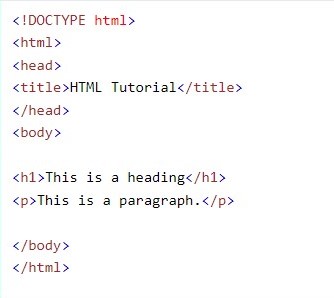 <!DOCTYPE html>
<html>
<head>
<title>HTML Tutorial</title>
</head>
<body>
<h1>This is a heading</h1>
<p>This is a paragraph.</p>
</body>
</html>